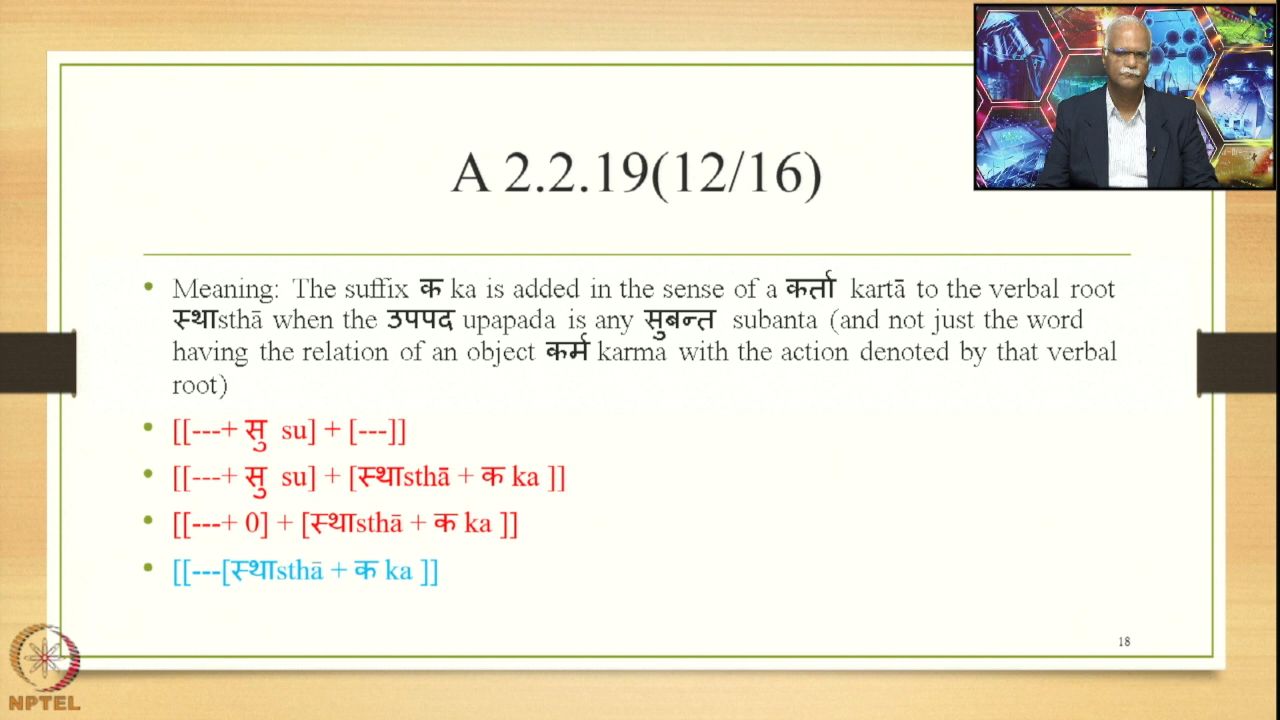 A 2.2.19(12/16)
Meaning: The suffix क ka is added in the sense of a कर्ता kartā to the verbal root
स्थाsthā when the उपपद upapada is any सुबन्त subanta (and not just the word
having the relation of an object कर्म karma with the action denoted by that verbal
root)
[[---+ सु su] + [---]]
[[---+ सु su] + [स्थाsthā + क ka ]]
[[---+ 0] + [स्थाsthā + क ka ]]
[[---[स्थाsthā + क ka ]]
18
NPTEL